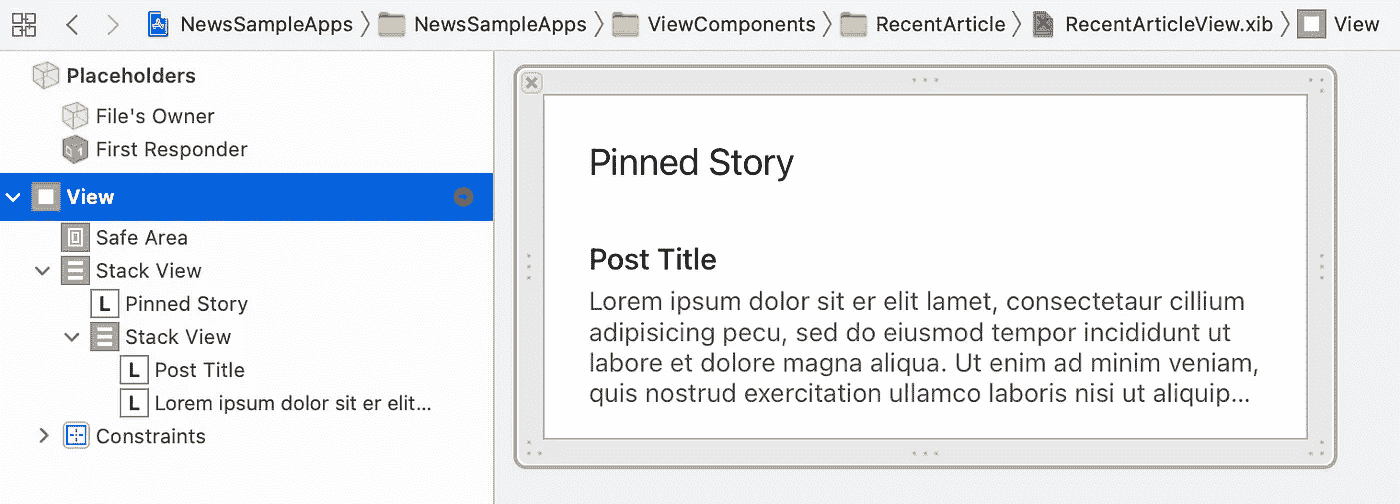 NewsSampleApps NewsSampleApps ViewComponents RecentArticle RecentArticleView.xib View
Placeholders
File's Owner
First Responder
View
Safe Area
Stack View
L Pinned Story
Stack View
L Post Title
L Lorem ipsum dolor sit er elit...
Constraints
Pinned Story
Post Title
Lorem ipsum dolor sit er elit lamet, consectetaur cillium
adipisicing pecu, sed do eiusmod tempor incididunt ut
labore et dolore magna aliqua. Ut enim ad minim veniam,
quis nostrud exercitation ullamco laboris nisi ut aliquip...